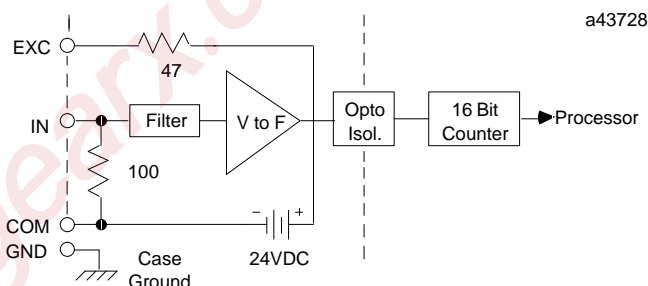 a43728
EXC
47
IN
Filter
V to F
Opto
Isol.
16 Bit
Counter
Processor
100
COM
GND
Case
Ground
- +
24VDC